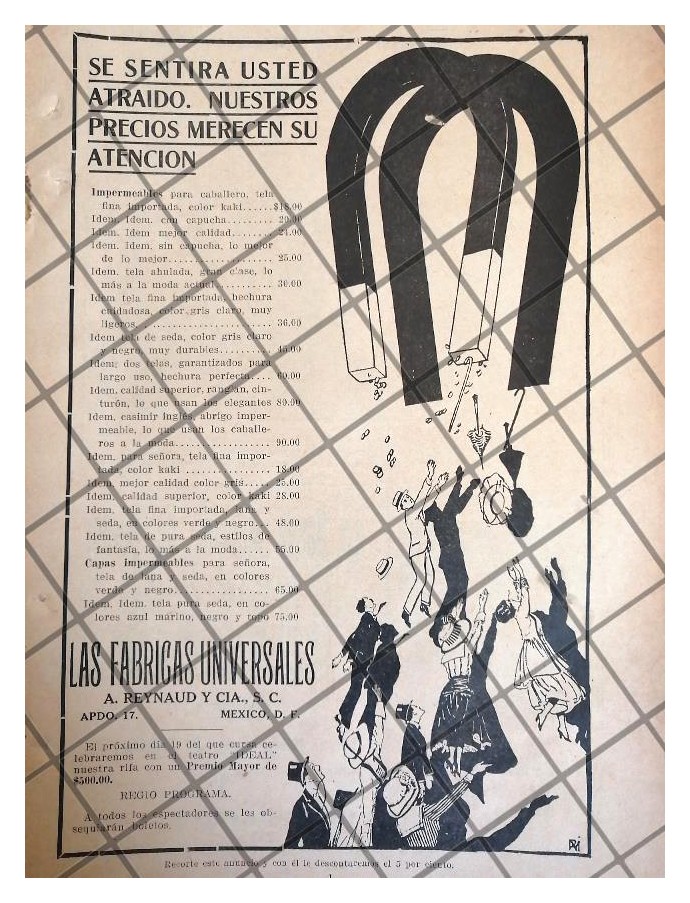 SE SENTIRA USTED
ATRAIDO. NUESTROS
PRECIOS MERECEN SU
ATENCION
Impermeables para caballero, tela
fina importada, color kaki......$18.00
Idem. Idem. con capucha......... 20.00
Idem. Idem mejor calidad........ 24.00
Idem. Idem. sin capucha, lo mejor
de lo mejor.................... 25.00
Idem. tela ahulada, gran clase, lo
más a la moda actual.......... 30.00
Idem tela fina importada, hechura
cuidadosa, color gris claro, muy
ligeros. ....................... 36.00
Idem tela de seda, color gris claro
y negro, muy durables......... 45.00
Idem; dos telas, garantizados para
largo uso, hechura perfecta.... 60.00
Idem. calidad superior, ranglan, cin-
turón, lo que usan los elegantes 80.00
Idem. casimir inglés, abrigo imper-
meable, lo que usan los caballe-
ros a la moda.................. 90.00
Idem. para señora, tela fina impor-
tada, color kaki ............... 18.00
Idem. mejor calidad color gris..... 25.00
Idem. calidad superior, color kaki 28.00
Idem. tela fina importada, lana y
seda, en colores verde y negro... 48.00
Idem. tela de pura seda, estilos de
fantasía, lo más a la moda...... 55.00
Capas impermeables para señora,
tela de lana y seda, en colores
verde y negro................. 65.00
Idem. Idem. tela pura seda, en co-
lores azul marino, negro y topo 75.00
LAS FABRICAS UNIVERSALES
A. REYNAUD Y CIA., S. C.
APDO. 17. MEXICO, D. F.
El próximo día 19 del que cursa ce-
lebraremos en el teatro "IDEAL"
nuestra rifa con un Premio Mayor de
$500.00.
REGIO PROGRAMA.
A todos los espectadores se les ob-
sequiarán boletos.
Recorte este anuncio y con él le descontaremos el 5 por ciento.